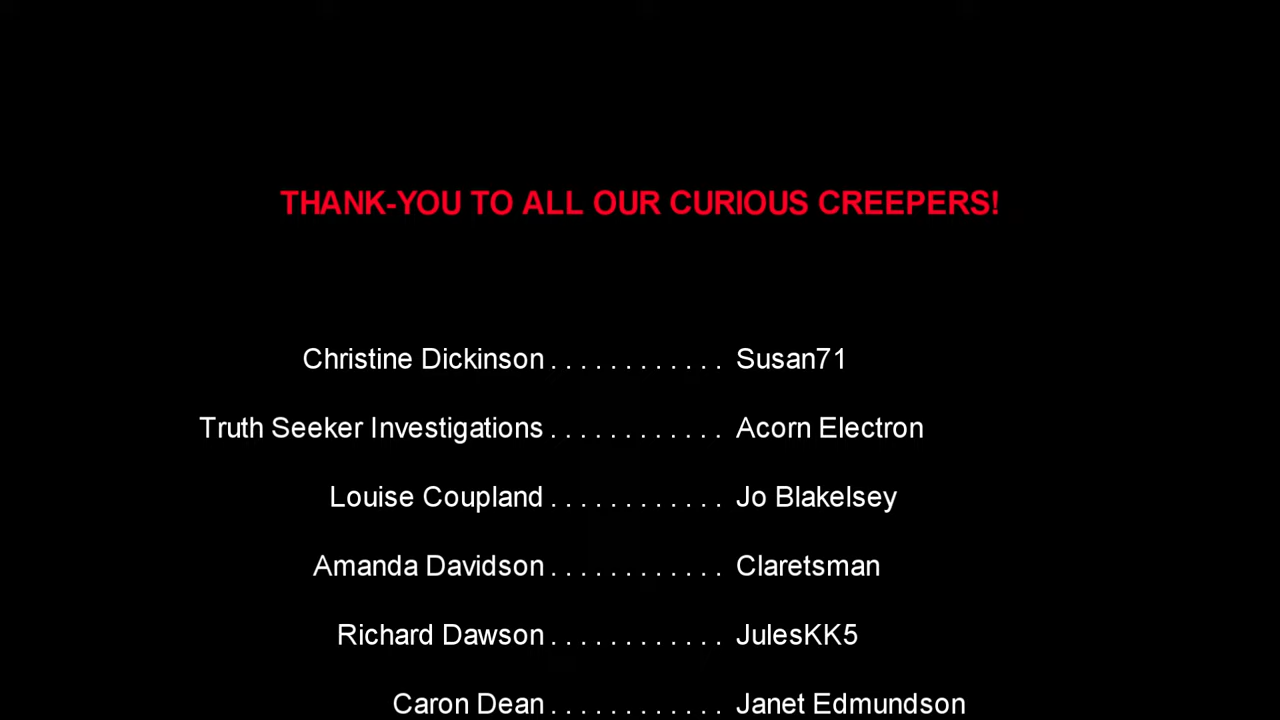 THANK-YOU TO ALL OUR CURIOUS CREEPERS!
Christine Dickinson . . . . . . . . . . . . Susan71
Truth Seeker Investigations . . . . . . . . . . . . Acorn Electron
Louise Coupland . . . . . . . . . . . . Jo Blakelsey
Amanda Davidson . . . . . . . . . . . . Claretsman
Richard Dawson . . . . . . . . . . . . JulesKK5
Caron Dean . . . . . . . . . . . . Janet Edmundson